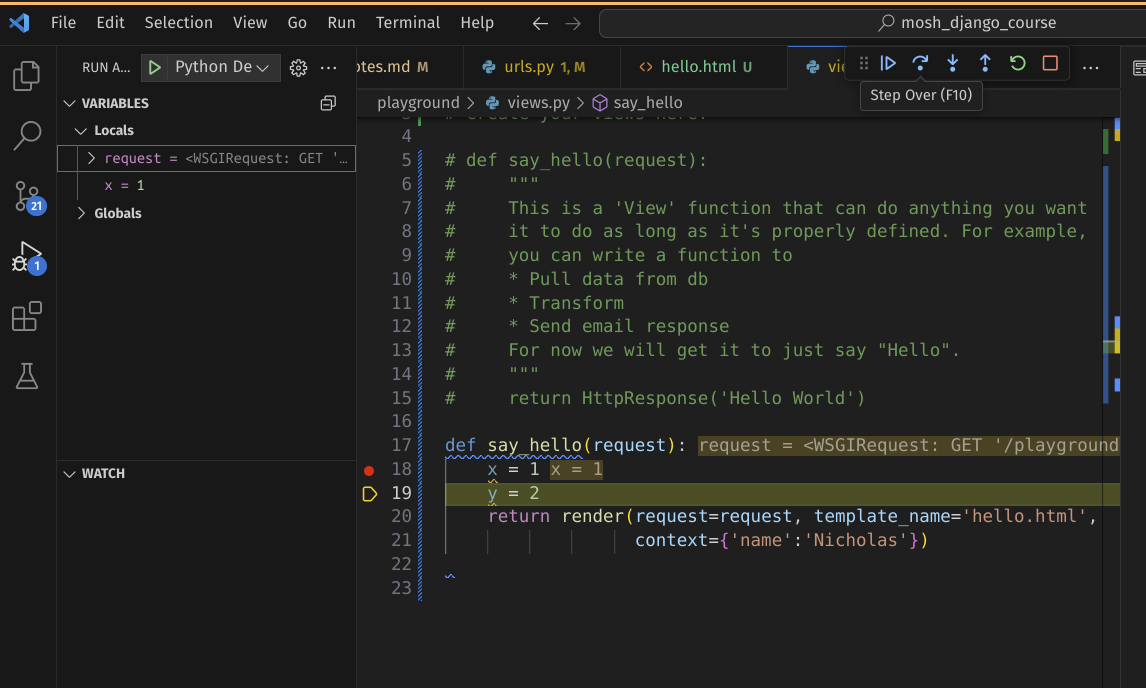 File Edit Selection View Go Run Terminal Help mosh_django_course
RUN A... Python De
otes.md M urls.py 1, M hello.html U vi
Step Over (F10)
playground > views.py > say_hello
VARIABLES
Locals
request = <WSGIRequest: GET '...
x = 1
Globals
21
1
WATCH
3 # Create your views here.
4
5 # def say_hello(request):
6 #     """
7 #     This is a 'View' function that can do anything you want
8 #     it to do as long as it's properly defined. For example,
9 #     you can write a function to
10 #     * Pull data from db
11 #     * Transform
12 #     * Send email response
13 #     For now we will get it to just say "Hello".
14 #     """
15 #     return HttpResponse('Hello World')
16
17 def say_hello(request): request = <WSGIRequest: GET '/playground
18     x = 1 x = 1
19     y = 2
20     return render(request=request, template_name='hello.html',
21                   context={'name':'Nicholas'})
22
23